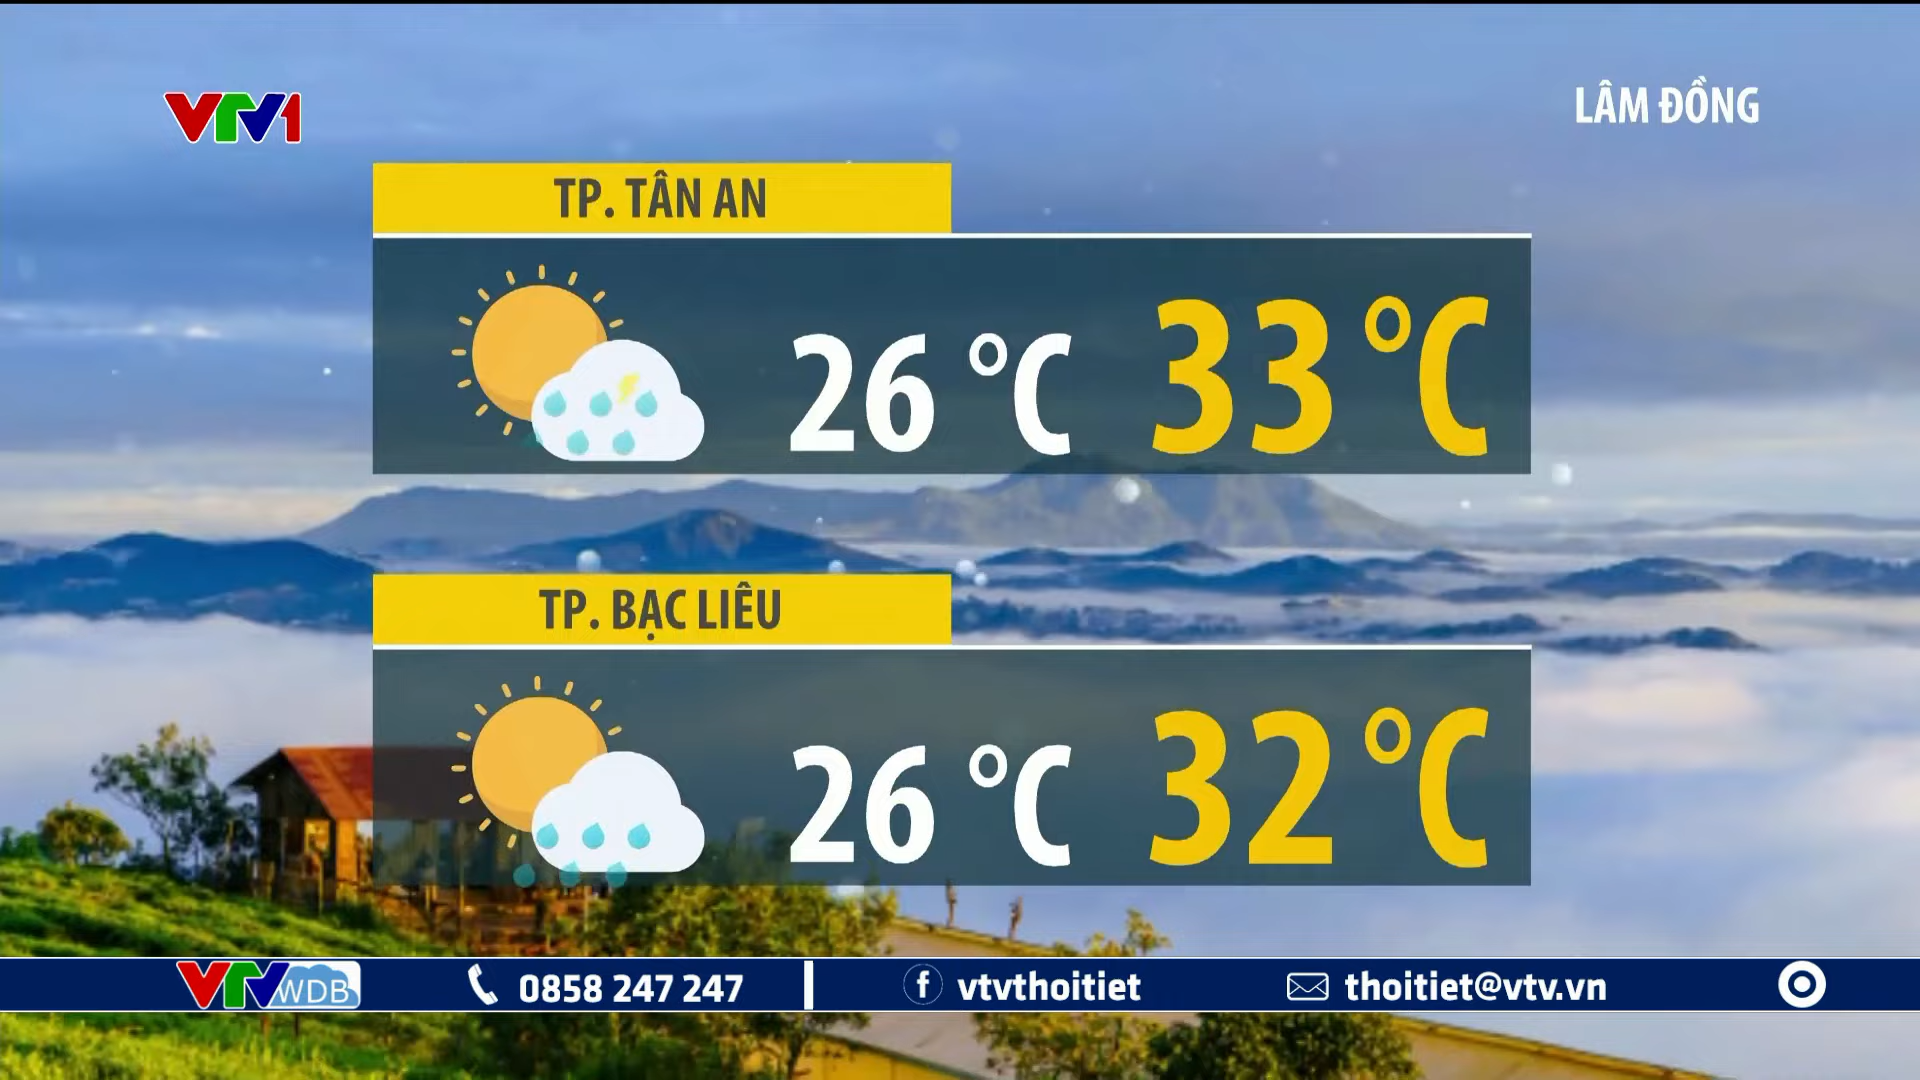 VTV1
LÂM ĐỒNG
TP. TÂN AN
26 °C 33 °C
TP. BẠC LIÊU
26 °C 32 °C
VTV WDB 0858 247 247 vtvthoitiet thoitiet@vtv.vn